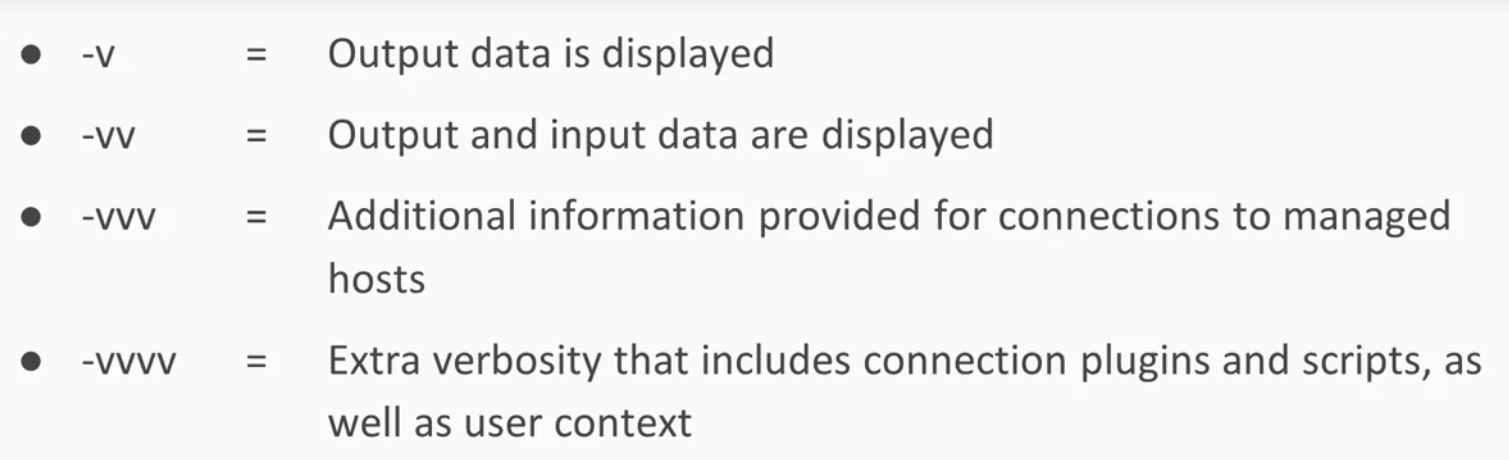 ● -v = Output data is displayed
● -vv = Output and input data are displayed
● -vvv = Additional information provided for connections to managed
hosts
● -vvvv = Extra verbosity that includes connection plugins and scripts, as
well as user context